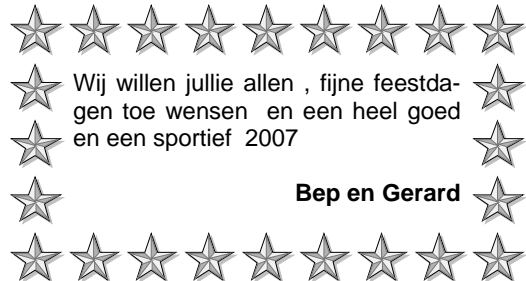 Wij willen jullie allen , fijne feestda-
gen toe wensen  en een heel goed
en een sportief  2007
Bep en Gerard